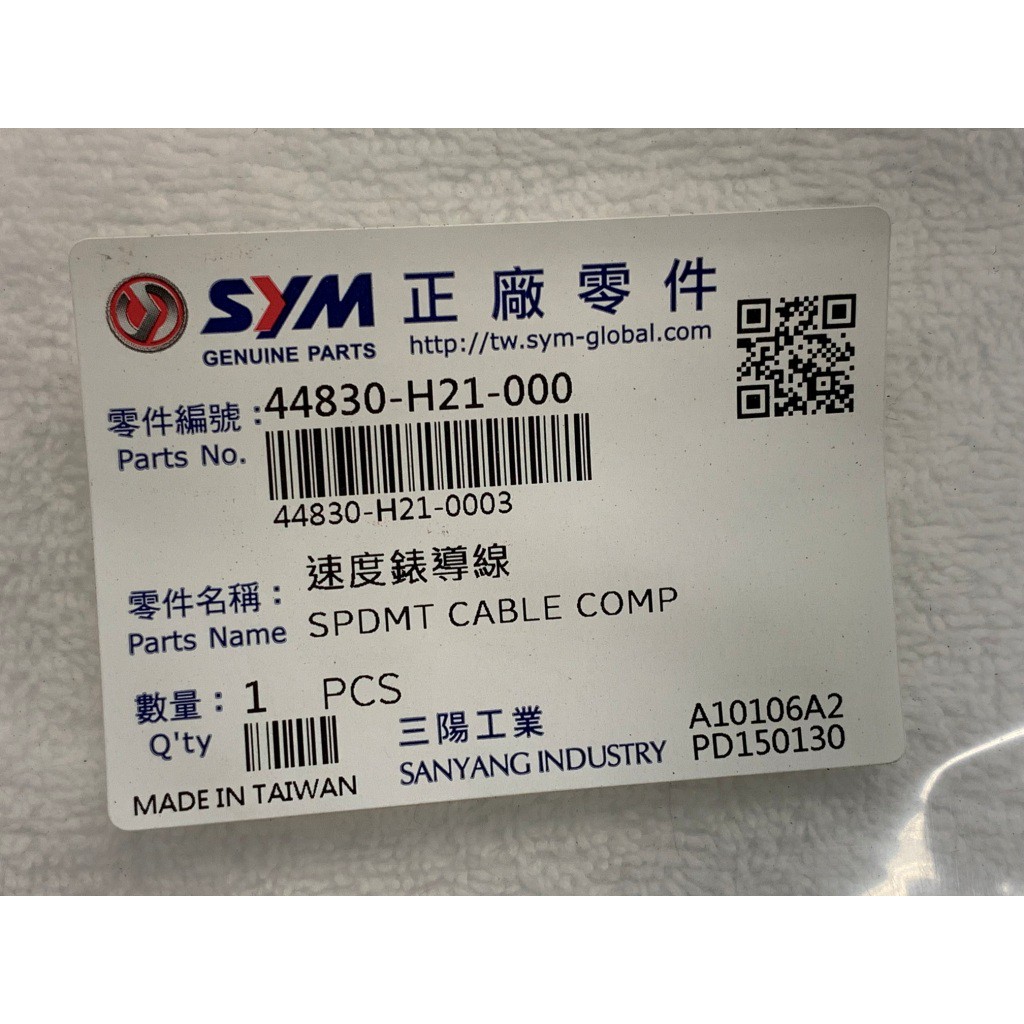 SYM 正廠零件
GENUINE PARTS http://tw.sym-global.com
零件編號:44830-H21-000
Parts No.
44830-H21-0003
零件名稱: 速度錶導線
Parts Name SPDMT CABLE COMP
數量:1 PCS
Q'ty
三陽工業 A10106A2
SANYANG INDUSTRY PD150130
MADE IN TAIWAN